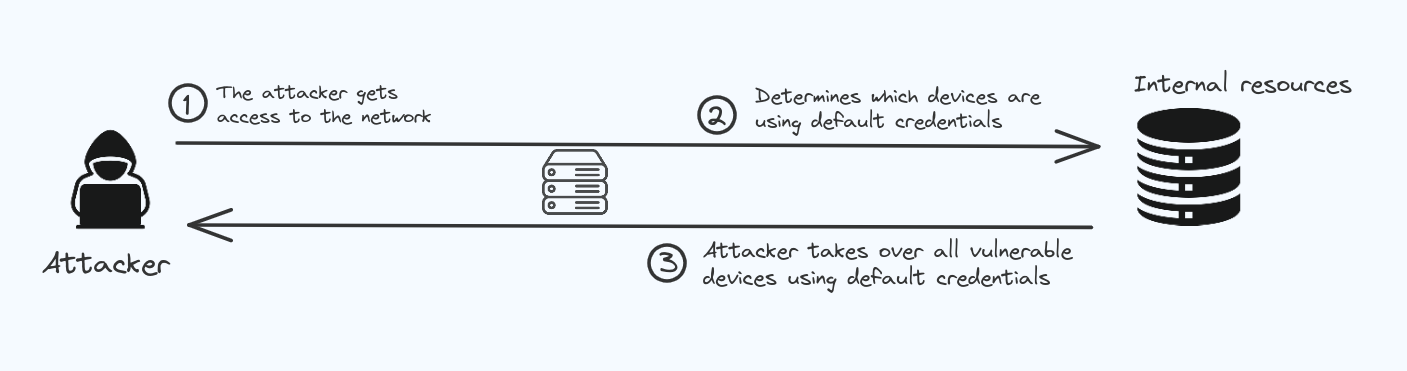 1 The attacker gets
access to the network
2 Determines which devices are
using default credentials
Internal resources
Attacker
3 Attacker takes over all vulnerable
devices using default credentials